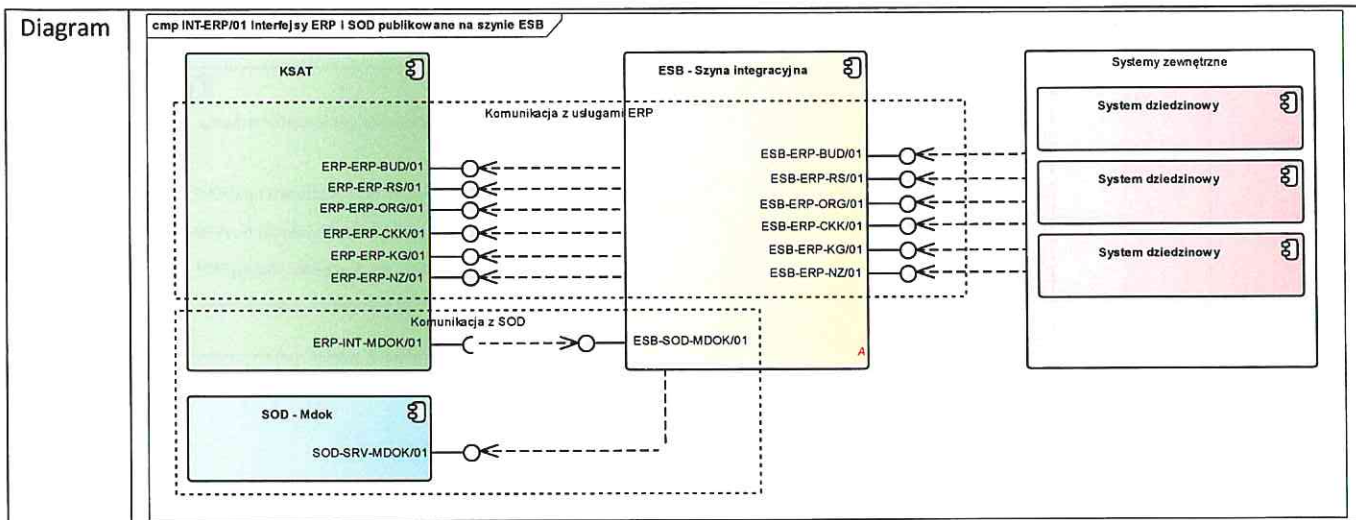 Diagram
cmp INT-ERP/01 Interfejsy ERP i SOD publikowane na szynie ESB
KSAT
ESB - Szyna integracyjna
Systemy zewnętrzne
System dziedzinowy
System dziedzinowy
System dziedzinowy
Komunikacja z usługami ERP
ERP-ERP-BUD/01
ERP-ERP-RS/01
ERP-ERP-ORG/01
ERP-ERP-CKK/01
ERP-ERP-KG/01
ERP-ERP-NZ/01
ESB-ERP-BUD/01
ESB-ERP-RS/01
ESB-ERP-ORG/01
ESB-ERP-CKK/01
ESB-ERP-KG/01
ESB-ERP-NZ/01
Komunikacja z SOD
ERP-INT-MDOK/01
ESB-SOD-MDOK/01
A
SOD - Mdok
SOD-SRV-MDOK/01